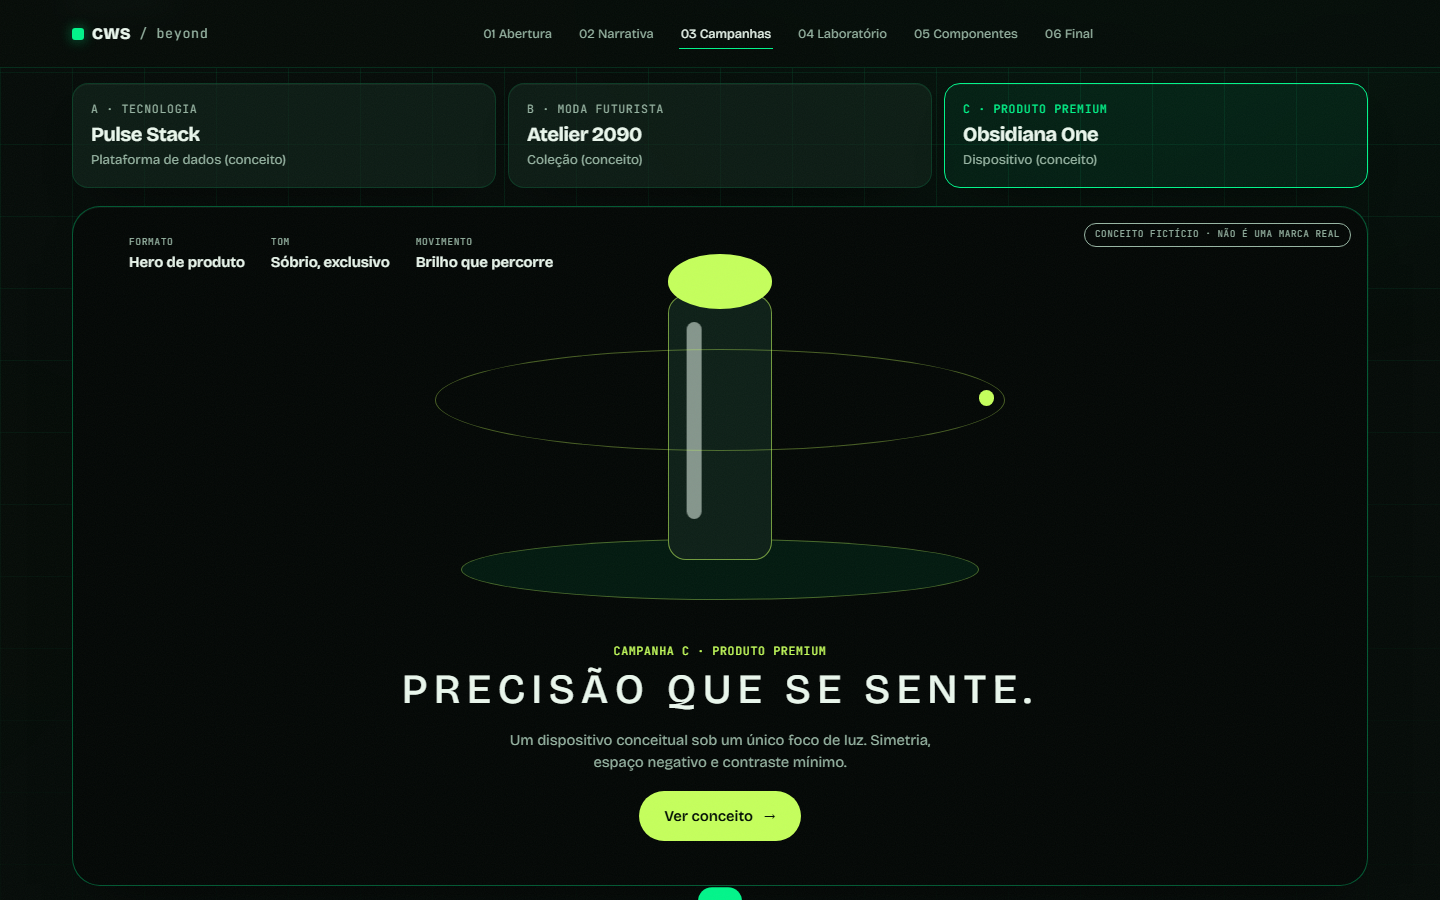 CWS / beyond
01 Abertura
02 Narrativa
03 Campanhas
04 Laboratório
05 Componentes
06 Final
A · TECNOLOGIA
Pulse Stack
Plataforma de dados (conceito)
B · MODA FUTURISTA
Atelier 2090
Coleção (conceito)
C · PRODUTO PREMIUM
Obsidiana One
Dispositivo (conceito)
FORMATO
Hero de produto
TOM
Sóbrio, exclusivo
MOVIMENTO
Brilho que percorre
CONCEITO FICTÍCIO · NÃO É UMA MARCA REAL
CAMPANHA C · PRODUTO PREMIUM
PRECISÃO QUE SE SENTE.
Um dispositivo conceitual sob um único foco de luz. Simetria,
espaço negativo e contraste mínimo.
Ver conceito →